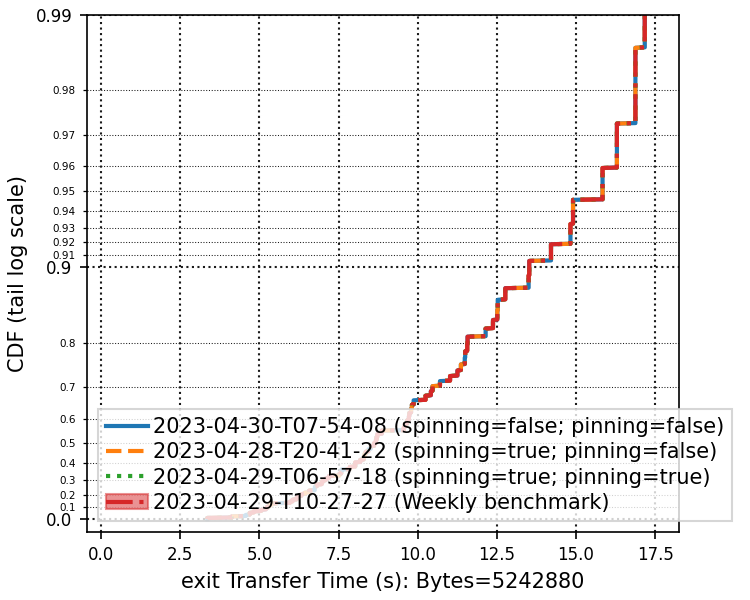 0.99
0.98
0.97
0.96
0.95
0.94
0.93
0.92
0.91
0.9
0.8
0.7
0.6
0.5
0.4
0.3
0.2
0.1
0.0
CDF (tail log scale)
2023-04-30-T07-54-08 (spinning=false; pinning=false)
2023-04-28-T20-41-22 (spinning=true; pinning=false)
2023-04-29-T06-57-18 (spinning=true; pinning=true)
2023-04-29-T10-27-27 (Weekly benchmark)
0.0 2.5 5.0 7.5 10.0 12.5 15.0 17.5
exit Transfer Time (s): Bytes=5242880